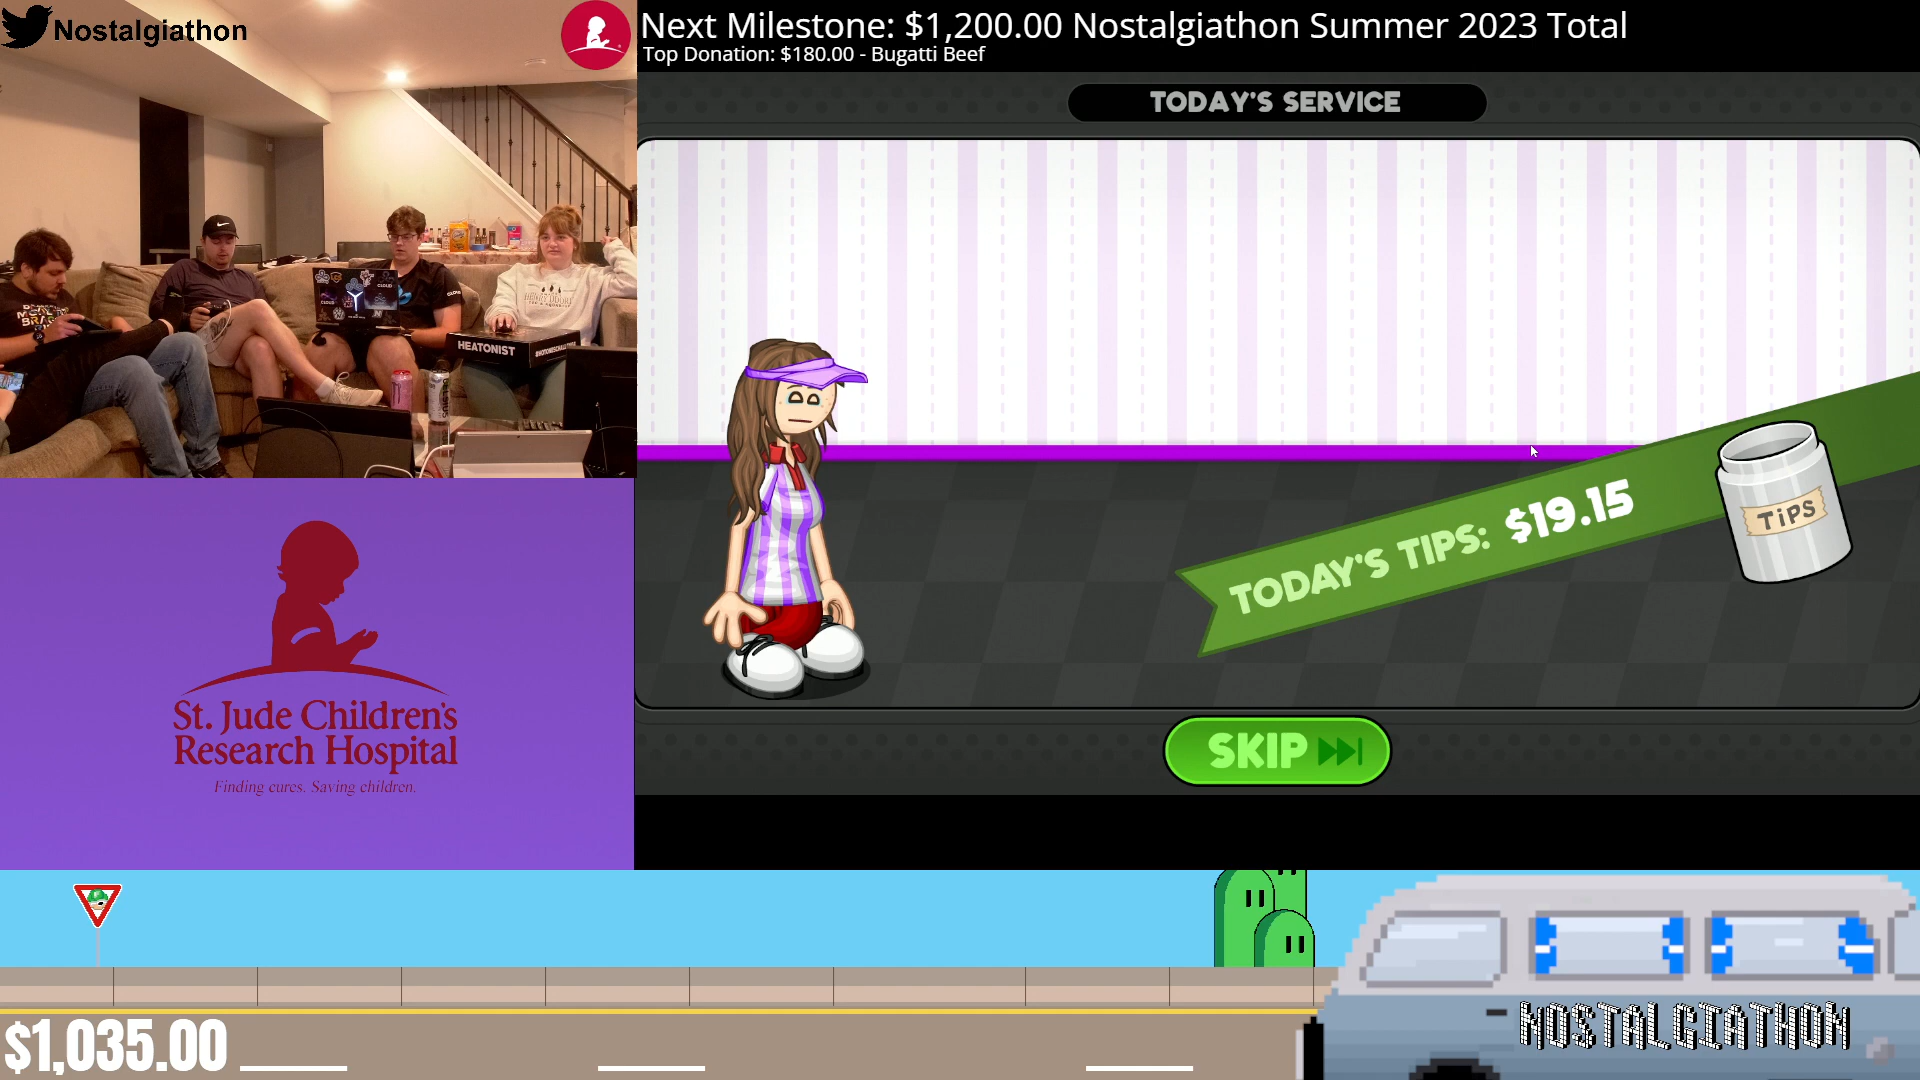 Nostalgiathon
Next Milestone: $1,200.00 Nostalgiathon Summer 2023 Total
Top Donation: $180.00 - Bugatti Beef
TODAY'S SERVICE
HEATONIST
CLOUD
TODAY'S TIPS: $19.15
TiPS
SKIP
St. Jude Children's
Research Hospital
Finding cures. Saving children.
$1,035.00
NOSTALGIATHON